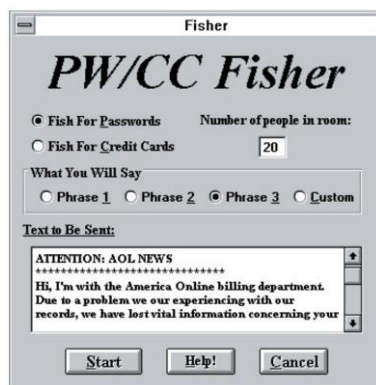 Fisher
PW/CC Fisher
Fish For Passwords
Number of people in room:
Fish For Credit Cards
20
What You Will Say
Phrase 1 Phrase 2 Phrase 3 Custom
Text to Be Sent:
ATTENTION: AOL NEWS
******************************
Hi, I'm with the America Online billing department.
Due to a problem we our experiencing with our
records, we have lost vital information concerning your
Start Help! Cancel